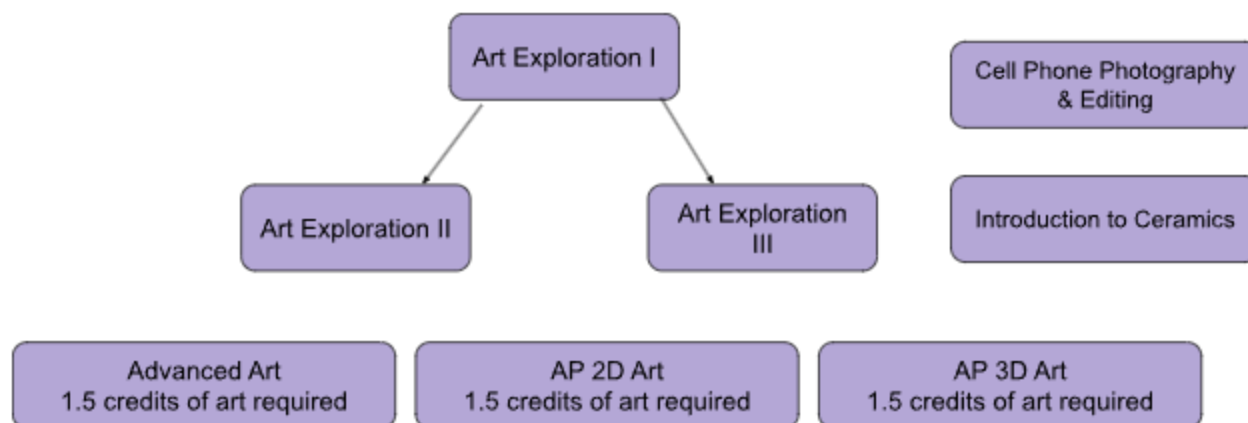 Art Exploration I
Cell Phone Photography
& Editing
Art Exploration II
Art Exploration
III
Introduction to Ceramics
Advanced Art
1.5 credits of art required
AP 2D Art
1.5 credits of art required
AP 3D Art
1.5 credits of art required